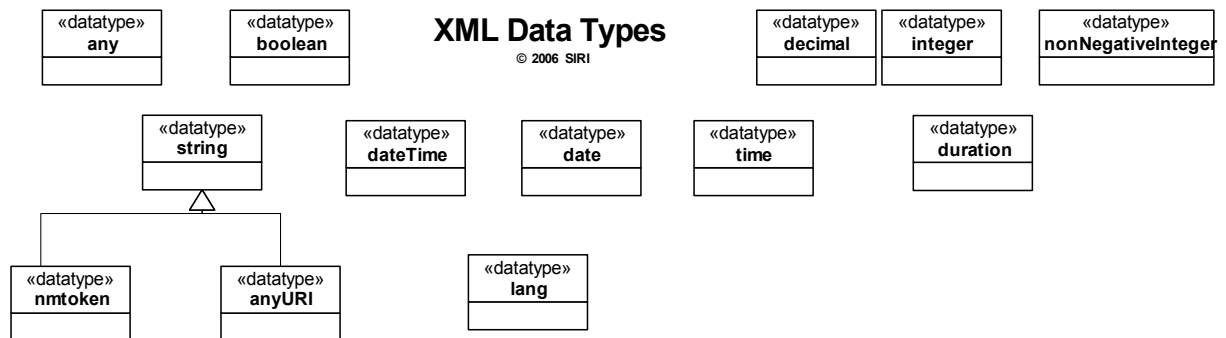 «datatype»
any
«datatype»
boolean
XML Data Types
© 2006 SIRI
«datatype»
decimal
«datatype»
integer
«datatype»
nonNegativeInteger
«datatype»
string
«datatype»
dateTime
«datatype»
date
«datatype»
time
«datatype»
duration
«datatype»
nmtoken
«datatype»
anyURI
«datatype»
lang